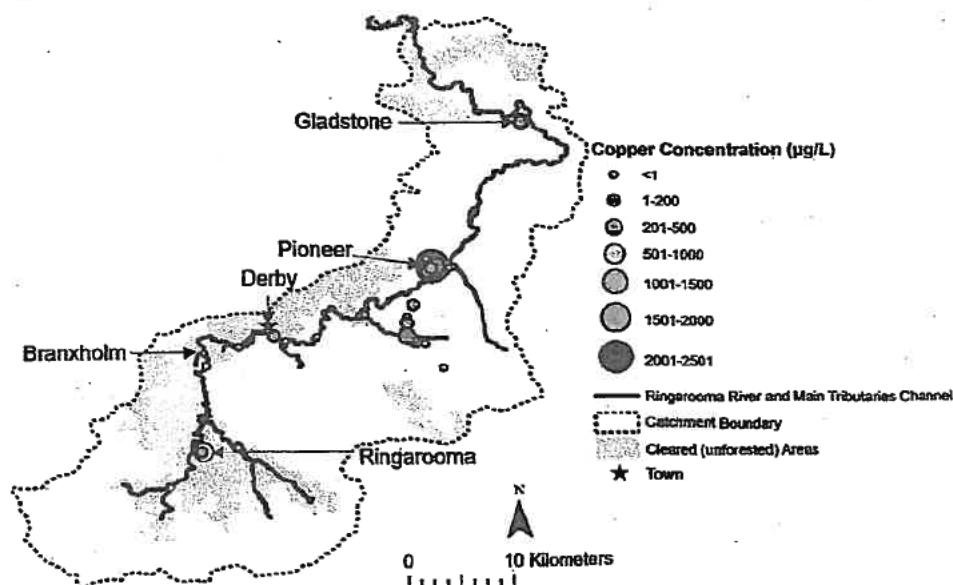 Gladstone
Copper Concentration (µg/L)
<1
1-200
201-500
501-1000
1001-1500
1501-2000
2001-2501
Pioneer
Derby
Branxholm
Ringarooma River and Main Tributaries Channel
Catchment Boundary
Cleared (unforested) Areas
Town
Ringarooma
N
0 10 Kilometers